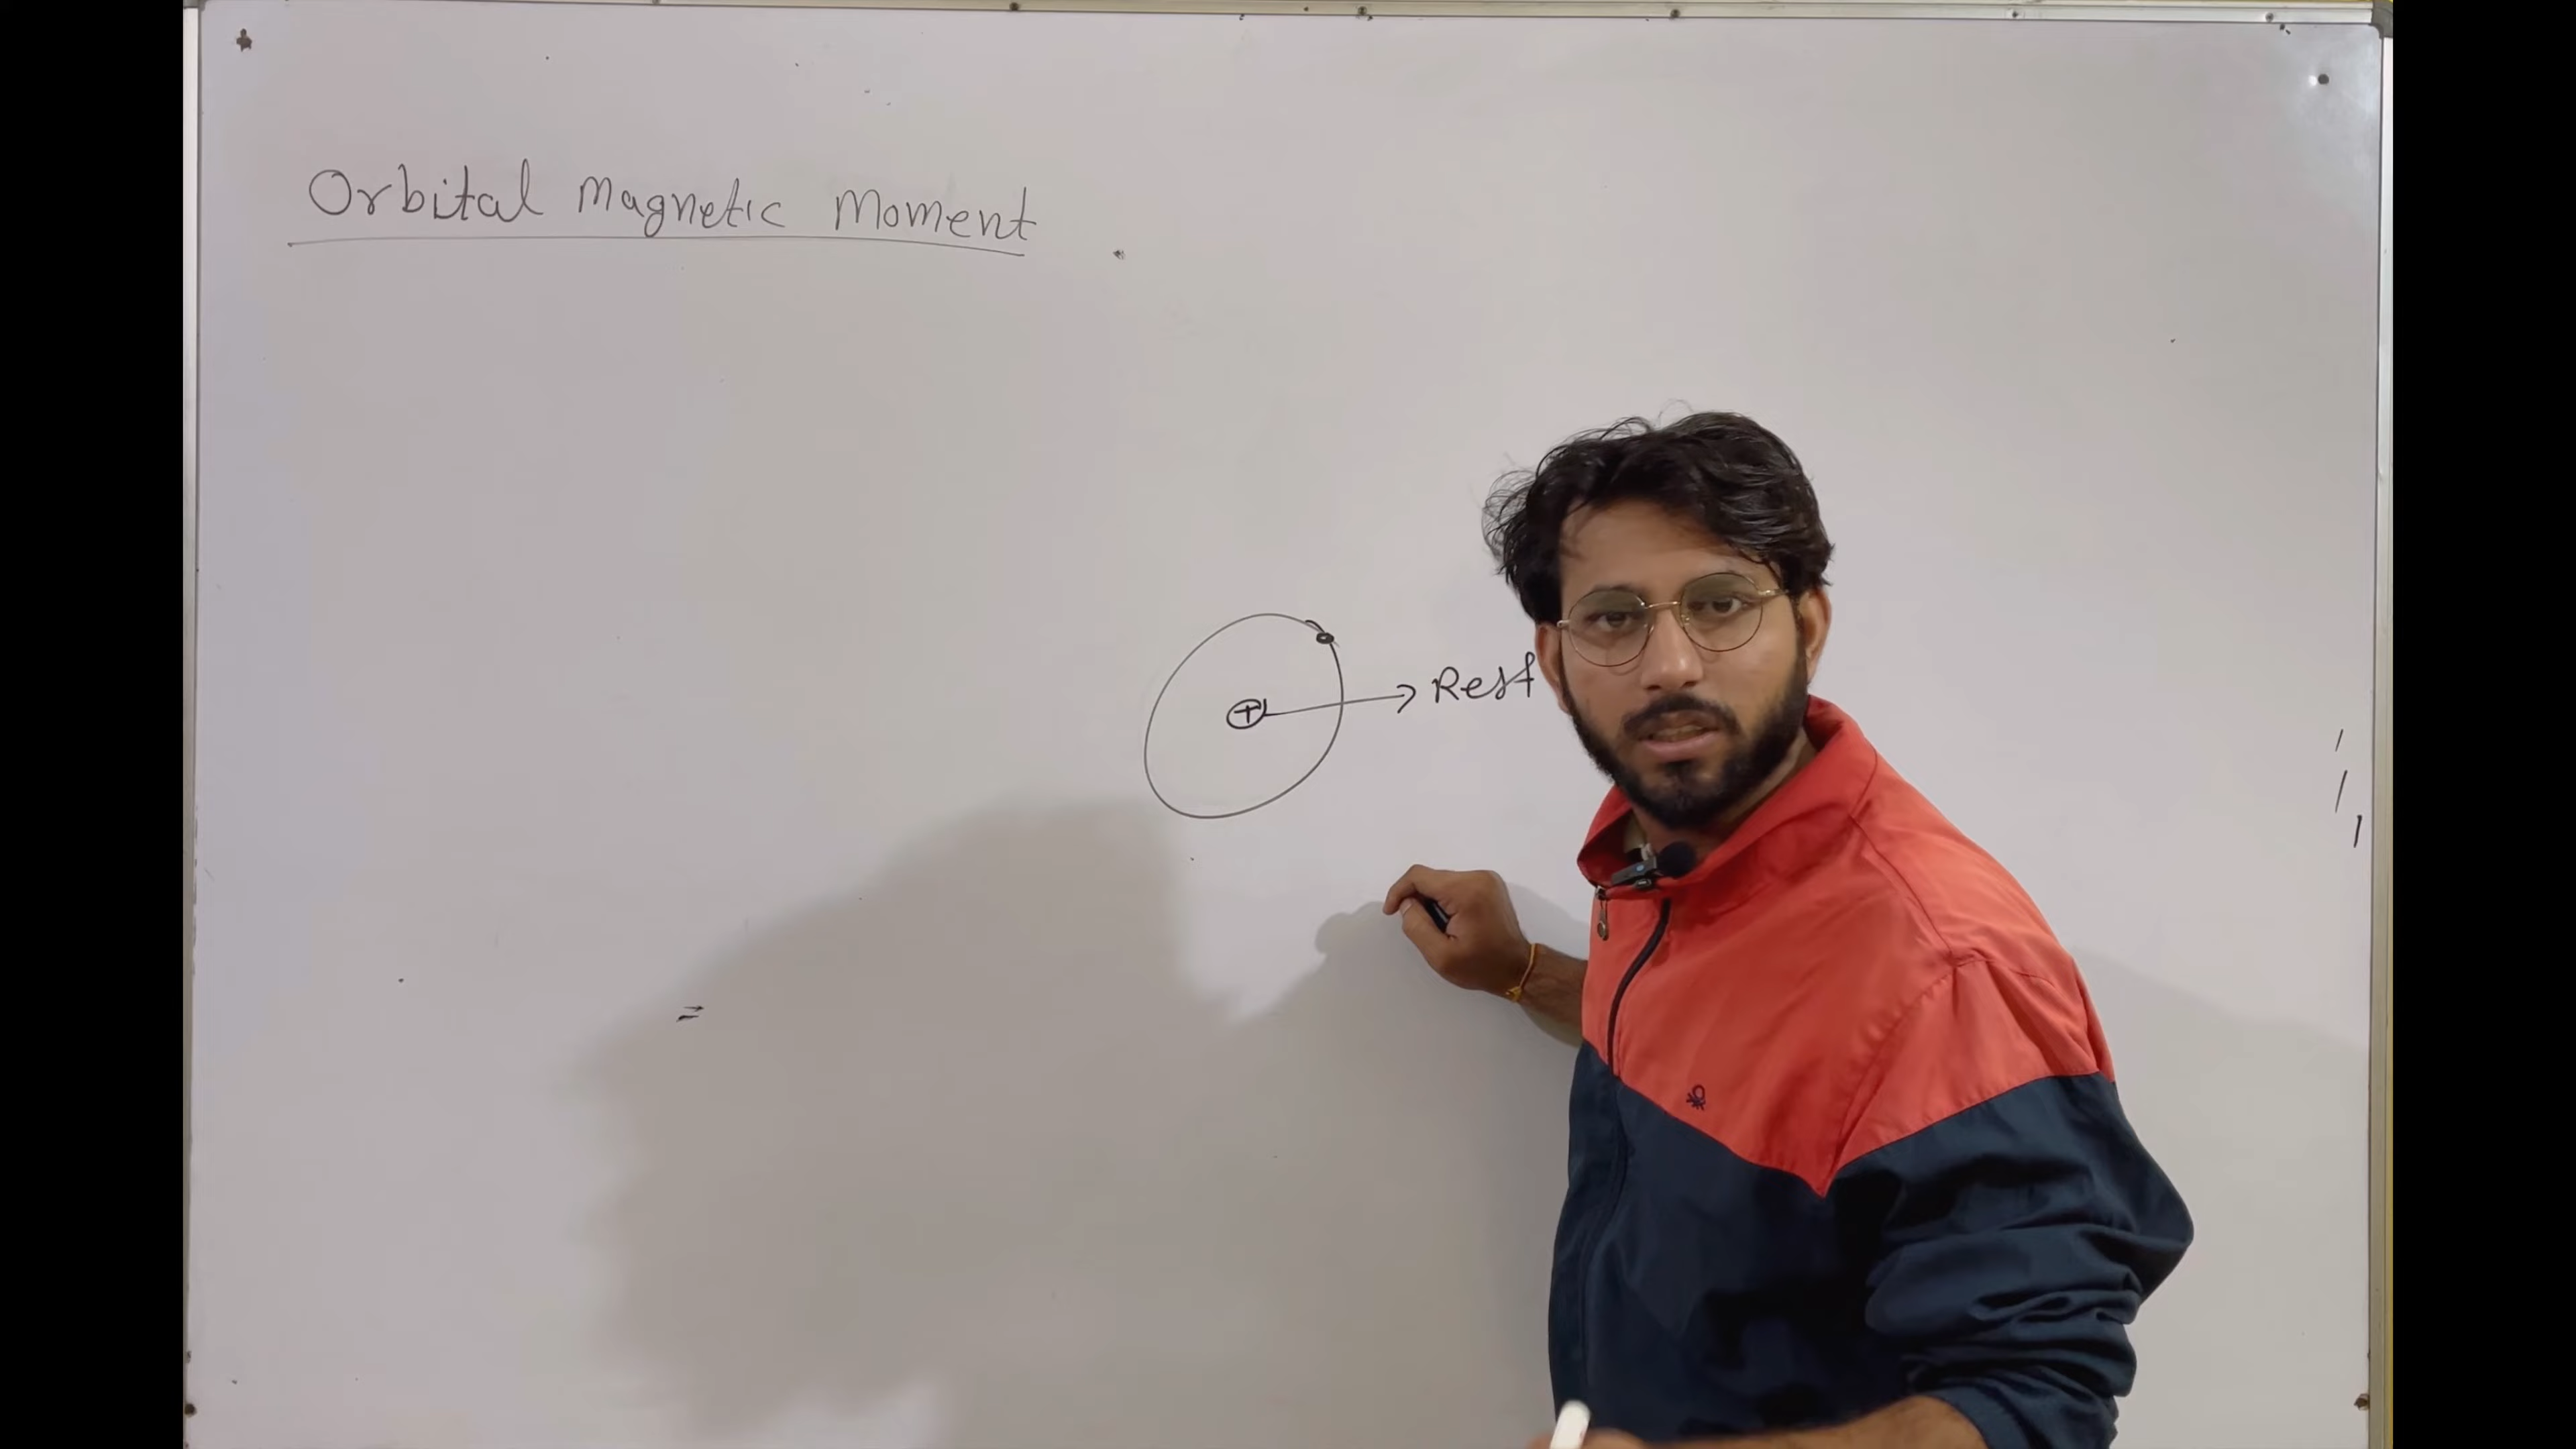 Orbital Magnetic Moment
+
Rest
=